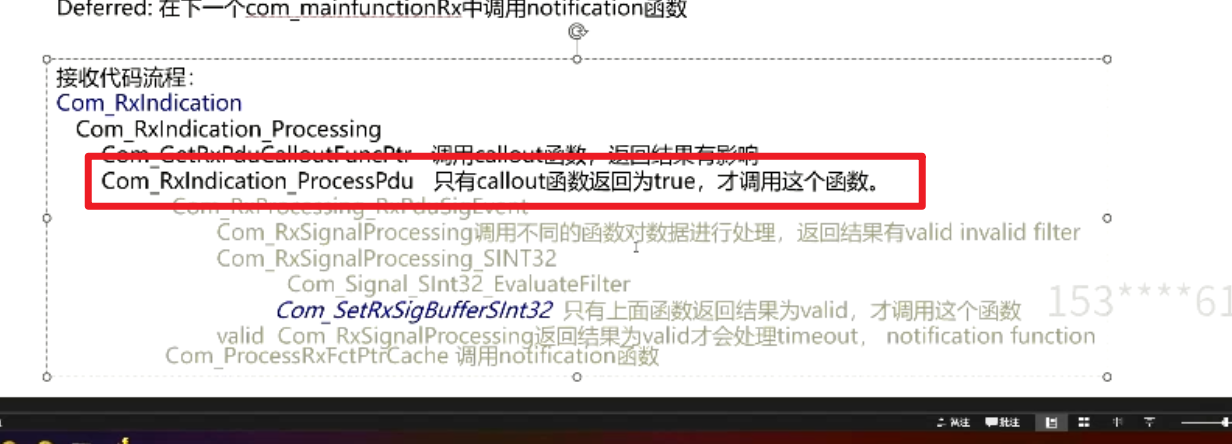 Deferred: 在下一个com_mainfunctionRx中调用notification函数
接收代码流程：
Com_RxIndication
Com_RxIndication_Processing
Com_GetRxPduCalloutFuncPtr 调用callout函数，返回结果有影响
Com_RxIndication_ProcessPdu 只有callout函数返回为true，才调用这个函数。
Com_RxProcessing_RxPduSigEvent
Com_RxSignalProcessing调用不同的函数对数据进行处理，返回结果有valid invalid filter
Com_RxSignalProcessing_SINT32
Com_Signal_SInt32_EvaluateFilter
Com_SetRxSigBufferSInt32 只有上面函数返回结果为valid，才调用这个函数
153****61
valid Com_RxSignalProcessing返回结果为valid才会处理timeout， notification function
Com_ProcessRxFctPtrCache 调用notification函数
备注 批注